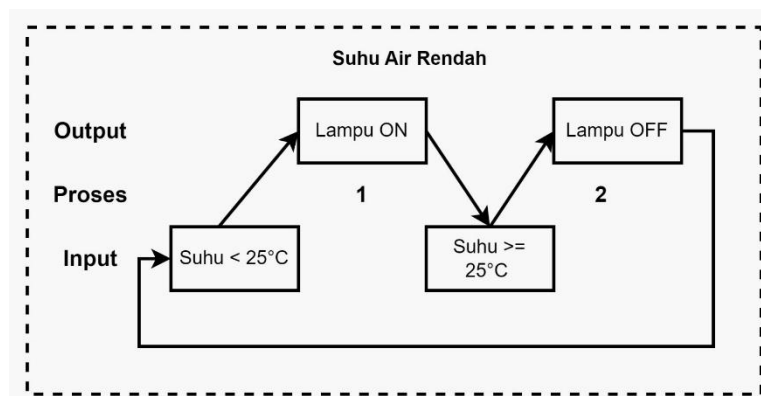 Suhu Air Rendah
Output
Lampu ON
Lampu OFF
Proses
1
2
Input
Suhu < 25°C
Suhu >=
25°C